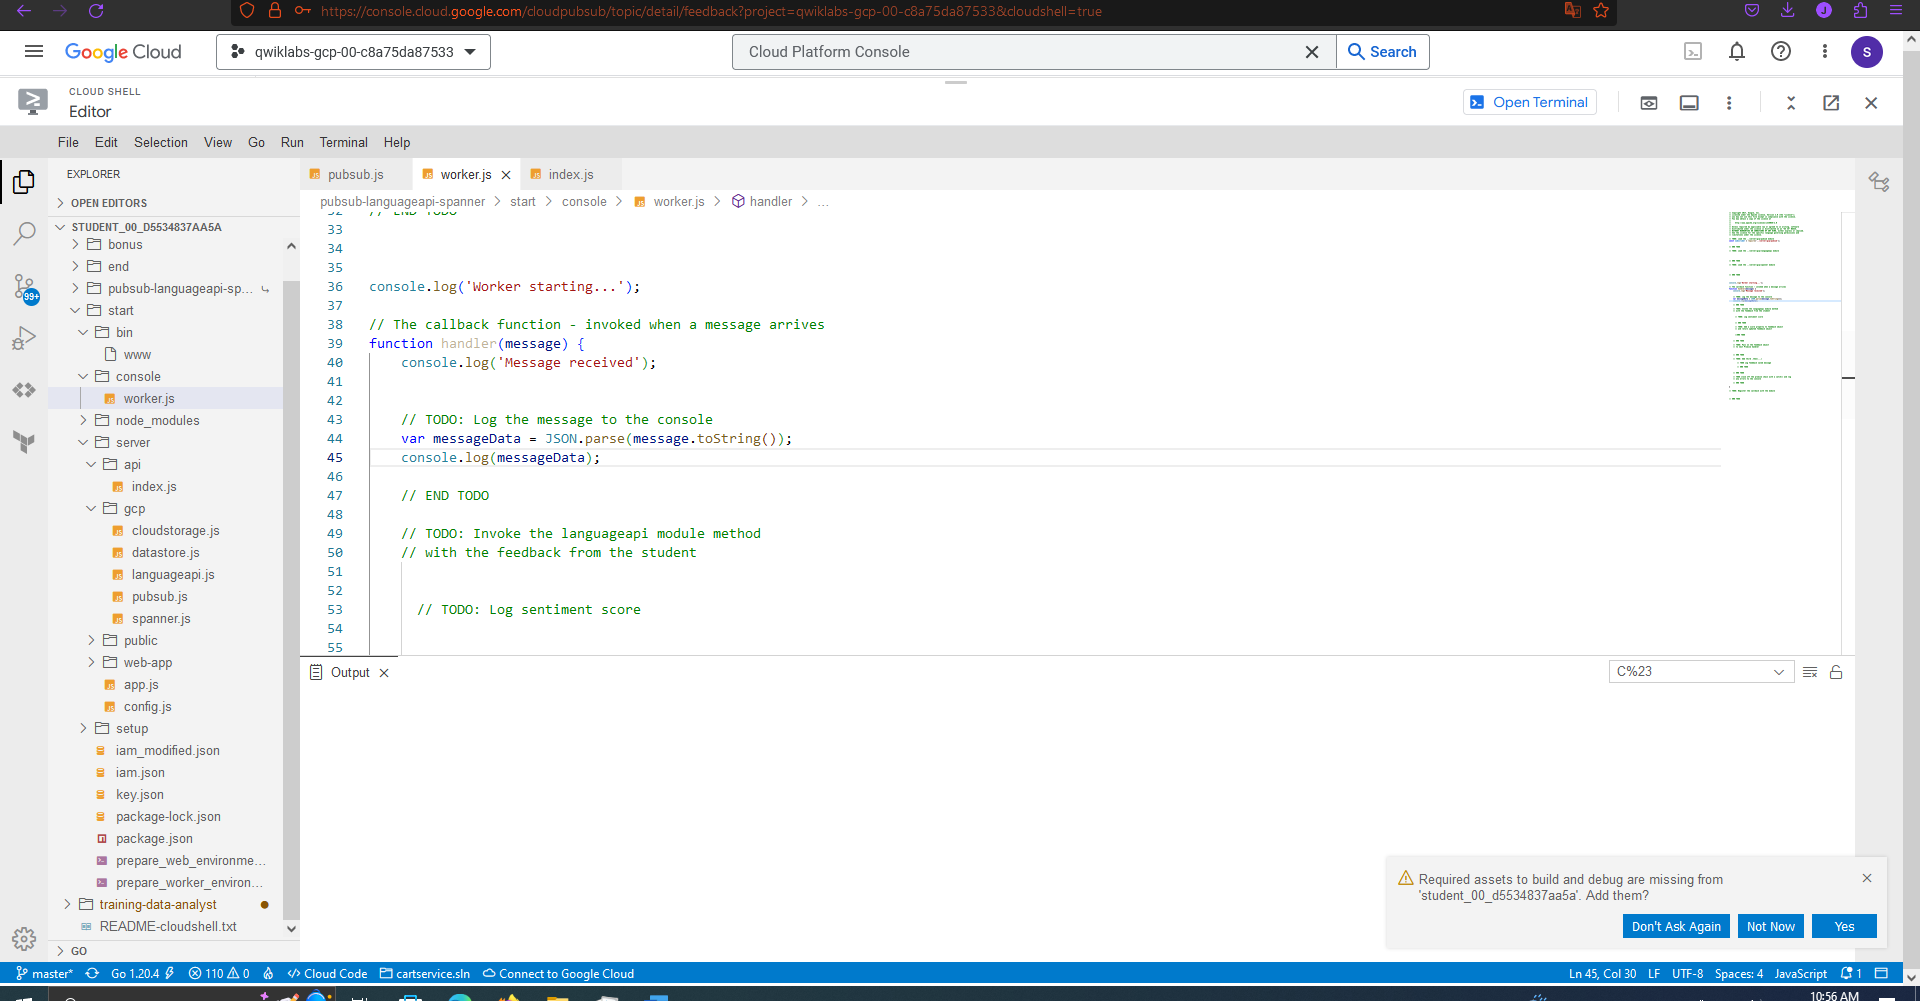 https://console.cloud.google.com/cloudpubsub/topic/detail/feedback?project=qwiklabs-gcp-00-c8a75da87533&cloudshell=true
J
Google Cloud
qwiklabs-gcp-00-c8a75da87533
Cloud Platform Console
Search
S
CLOUD SHELL
Editor
Open Terminal
File Edit Selection View Go Run Terminal Help
EXPLORER
OPEN EDITORS
STUDENT_00_D5534837AA5A
bonus
end
pubsub-languageapi-sp...
start
bin
www
console
worker.js
node_modules
server
api
index.js
gcp
cloudstorage.js
datastore.js
languageapi.js
pubsub.js
spanner.js
public
web-app
app.js
config.js
setup
iam_modified.json
iam.json
key.json
package-lock.json
package.json
prepare_web_environme...
prepare_worker_environ...
training-data-analyst
README-cloudshell.txt
GO
99+
pubsub.js worker.js index.js
pubsub-languageapi-spanner > start > console > worker.js > handler > ...
32 // END TODO
33
34
35
36 console.log('Worker starting...');
37
38 // The callback function - invoked when a message arrives
39 function handler(message) {
40 console.log('Message received');
41
42
43 // TODO: Log the message to the console
44 var messageData = JSON.parse(message.toString());
45 console.log(messageData);
46
47 // END TODO
48
49 // TODO: Invoke the languageapi module method
50 // with the feedback from the student
51
52
53 // TODO: Log sentiment score
54
55
Output
C%23
Required assets to build and debug are missing from
'student_00_d5534837aa5a'. Add them?
Don't Ask Again Not Now Yes
master* Go 1.20.4 110 0 Cloud Code cartservice.sln Connect to Google Cloud
Ln 45, Col 30 LF UTF-8 Spaces: 4 JavaScript 1
10:56 AM